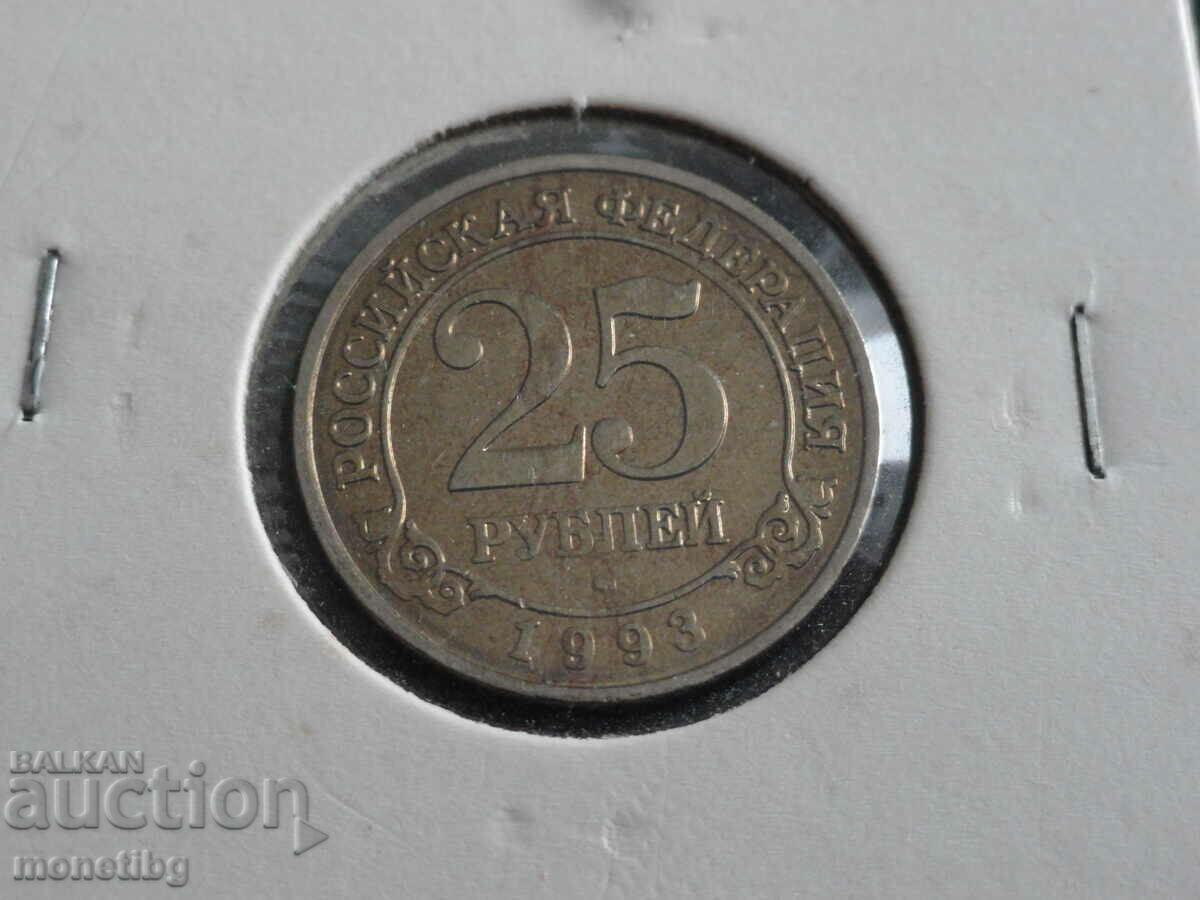 РОССИЙСКАЯ ФЕДЕРАЦИЯ
25
РУБЛЕЙ
1993
BALKAN
auction
monetibg